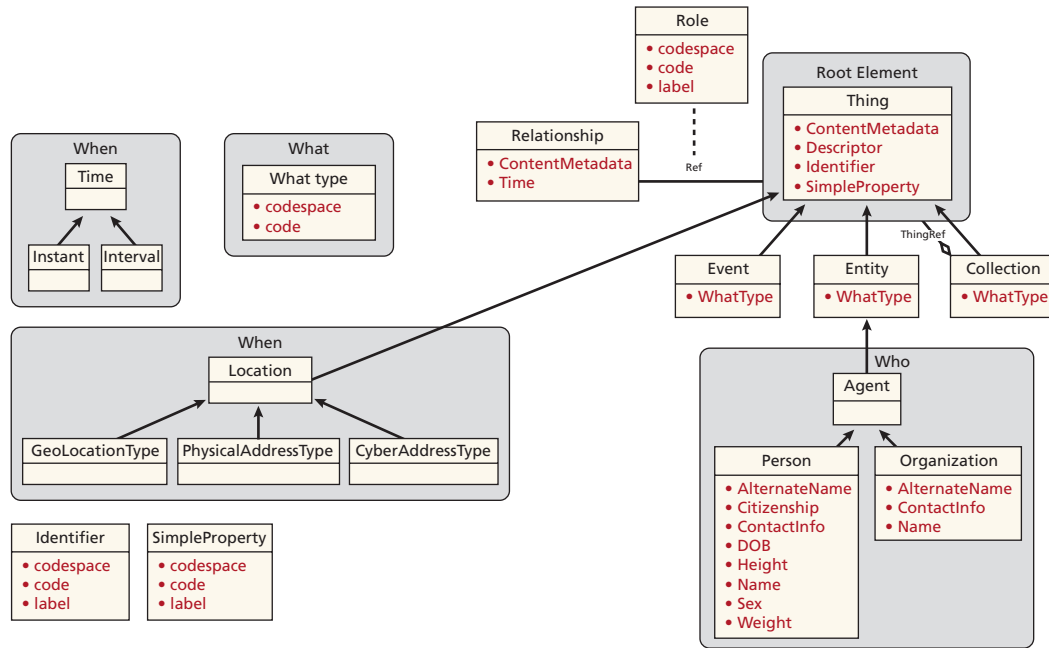 Role
• codespace
• code
• label
Root Element
Thing
• ContentMetadata
• Descriptor
• Identifier
• SimpleProperty
Relationship
• ContentMetadata
• Time
Ref
When
Time
Instant
Interval
What
What type
• codespace
• code
ThingRef
Event
• WhatType
Entity
• WhatType
Collection
• WhatType
When
Location
GeoLocationType
PhysicalAddressType
CyberAddressType
Who
Agent
Person
• AlternateName
• Citizenship
• ContactInfo
• DOB
• Height
• Name
• Sex
• Weight
Organization
• AlternateName
• ContactInfo
• Name
Identifier
• codespace
• code
• label
SimpleProperty
• codespace
• code
• label